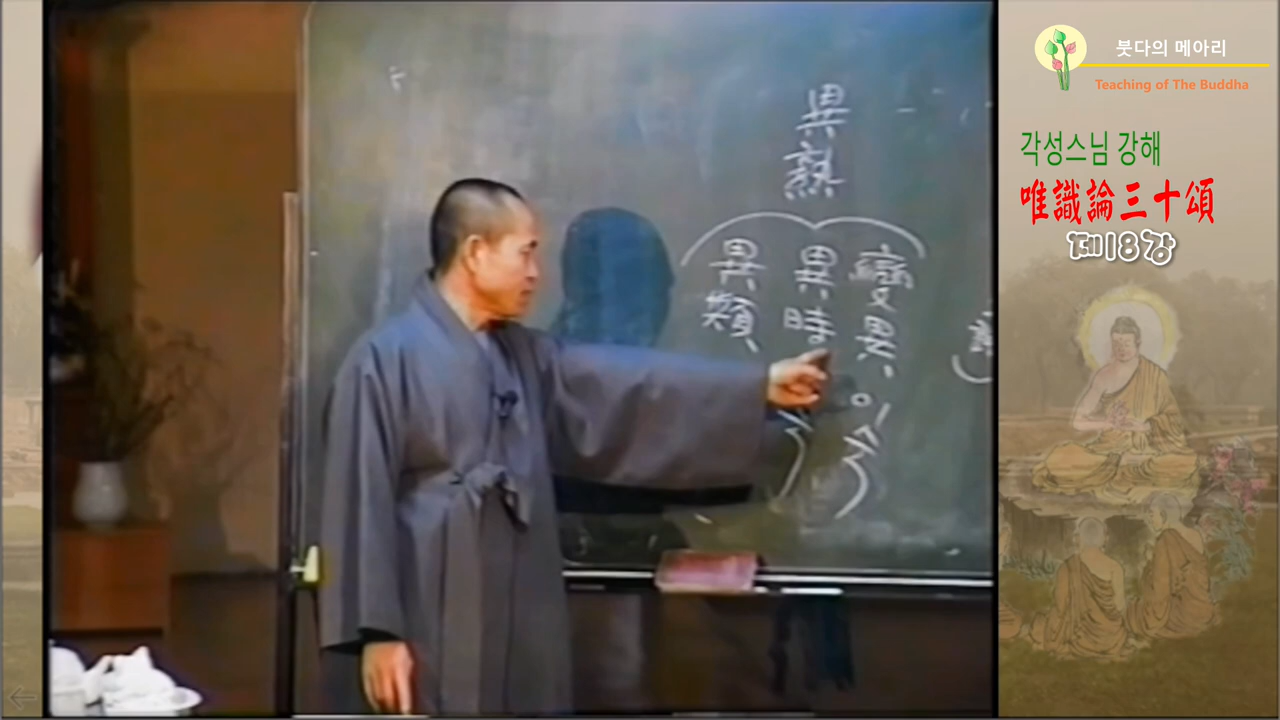 붓다의 메아리
Teaching of The Buddha
각성스님 강해
唯識論三十頌
제18강
異熟
變異
異時
異類